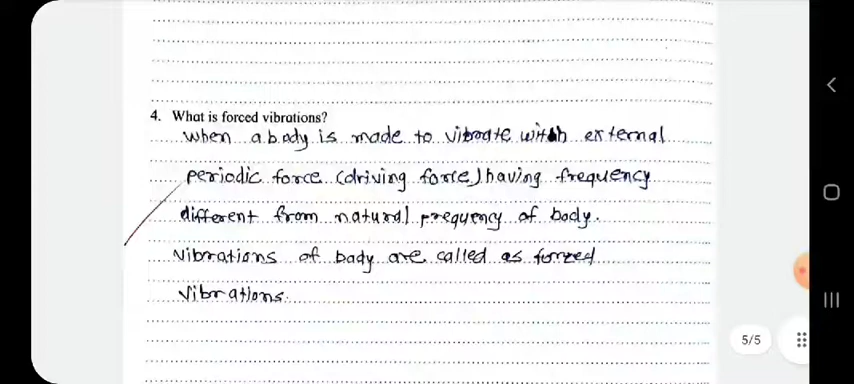 4. What is forced vibrations?
when a body is made to vibrate with external
periodic force (driving force) having frequency
different from natural frequency of body.
Vibrations of body are called as forced
Vibrations.
5/5